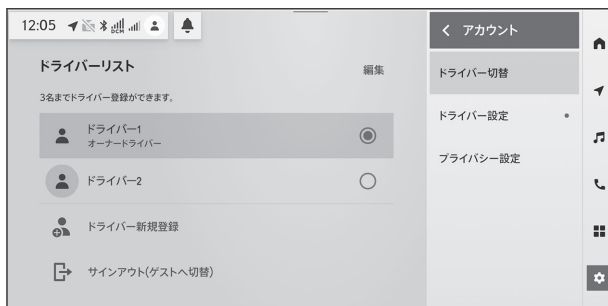 12:05
DCM
アカウント
ドライバーリスト
編集
ドライバー切替
3名までドライバー登録ができます。
ドライバー設定
ドライバー1
オーナードライバー
プライバシー設定
ドライバー2
ドライバー新規登録
サインアウト(ゲストへ切替)